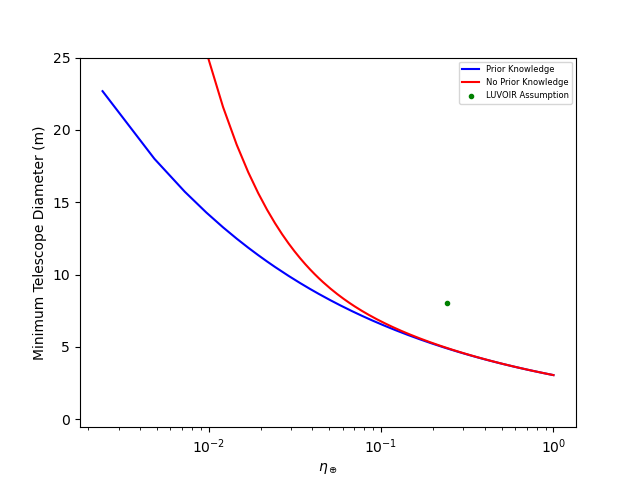 Prior Knowledge
No Prior Knowledge
LUVOIR Assumption
Minimum Telescope Diameter (m)
25
20
15
10
5
0
10⁻² 10⁻¹ 10⁰
η⊕